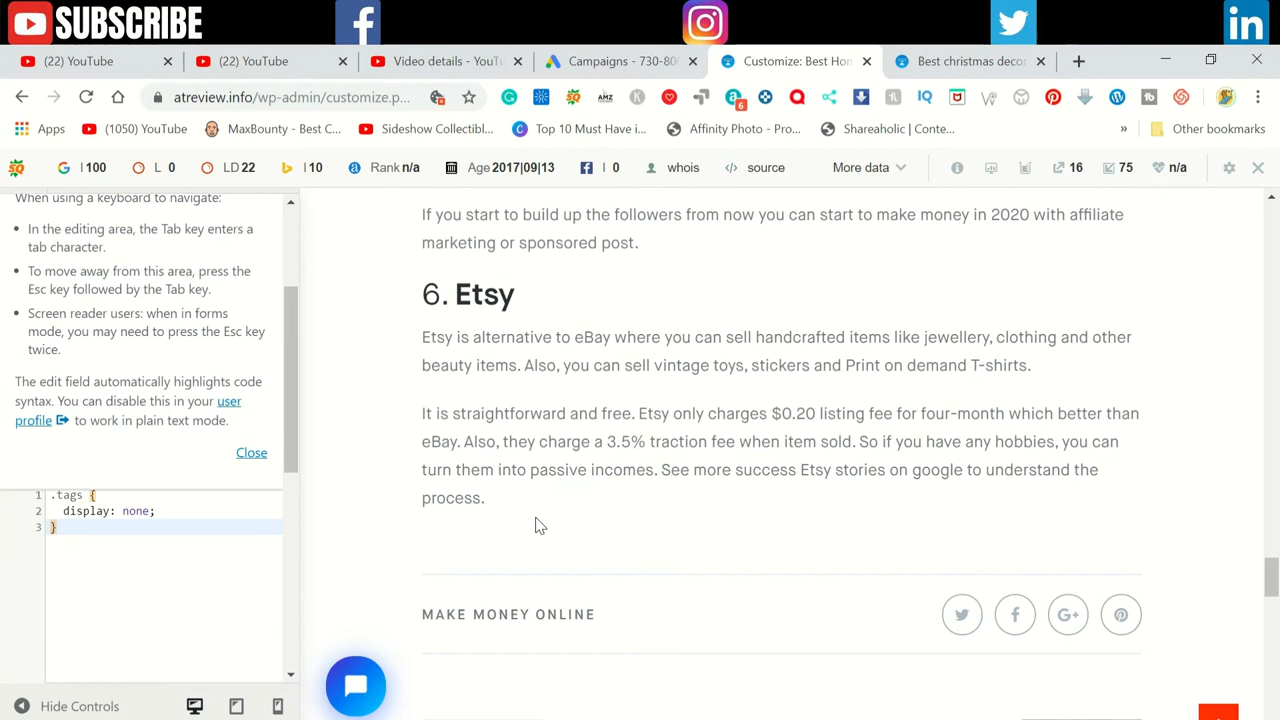 SUBSCRIBE
(22) YouTube
(22) YouTube
Video details - YouT
Campaigns - 730-80
Customize: Best Hon
Best christmas decor
atreview.info/wp-admin/customize.p...
6
Apps
(1050) YouTube
MaxBounty - Best C...
Sideshow Collectibl...
Top 10 Must Have i...
Affinity Photo - Pro...
Shareaholic | Conte...
»
Other bookmarks
I 100
L 0
LD 22
I 10
Rank n/a
Age 2017|09|13
I 0
whois
source
More data
16
75
n/a
When using a keyboard to navigate:
In the editing area, the Tab key enters a
tab character.
To move away from this area, press the
Esc key followed by the Tab key.
Screen reader users: when in forms
mode, you may need to press the Esc key
twice.
The edit field automatically highlights code
syntax. You can disable this in your user
profile to work in plain text mode.
Close
1 .tags {
2 display: none;
3 }
Hide Controls
If you start to build up the followers from now you can start to make money in 2020 with affiliate
marketing or sponsored post.
6. Etsy
Etsy is alternative to eBay where you can sell handcrafted items like jewellery, clothing and other
beauty items. Also, you can sell vintage toys, stickers and Print on demand T-shirts.
It is straightforward and free. Etsy only charges $0.20 listing fee for four-month which better than
eBay. Also, they charge a 3.5% traction fee when item sold. So if you have any hobbies, you can
turn them into passive incomes. See more success Etsy stories on google to understand the
process.
MAKE MONEY ONLINE